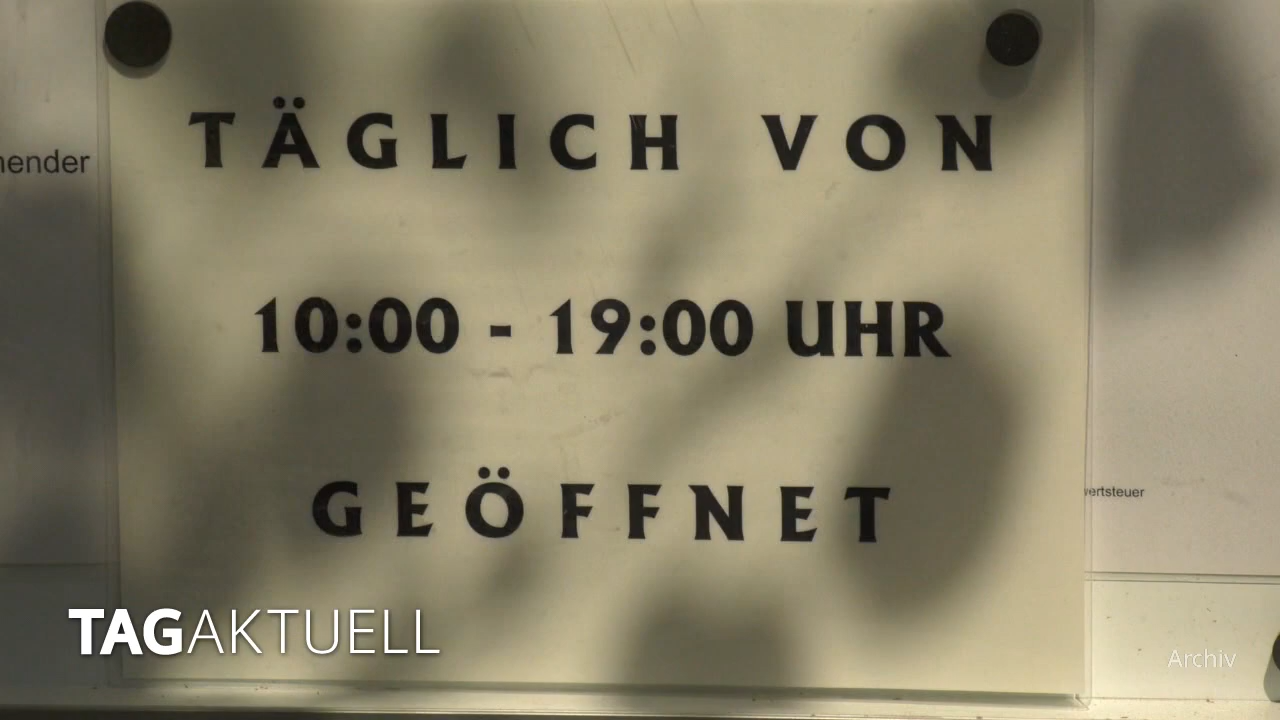 TÄGLICH VON
10:00 - 19:00 UHR
GEÖFFNET
TAGAKTUELL
Archiv